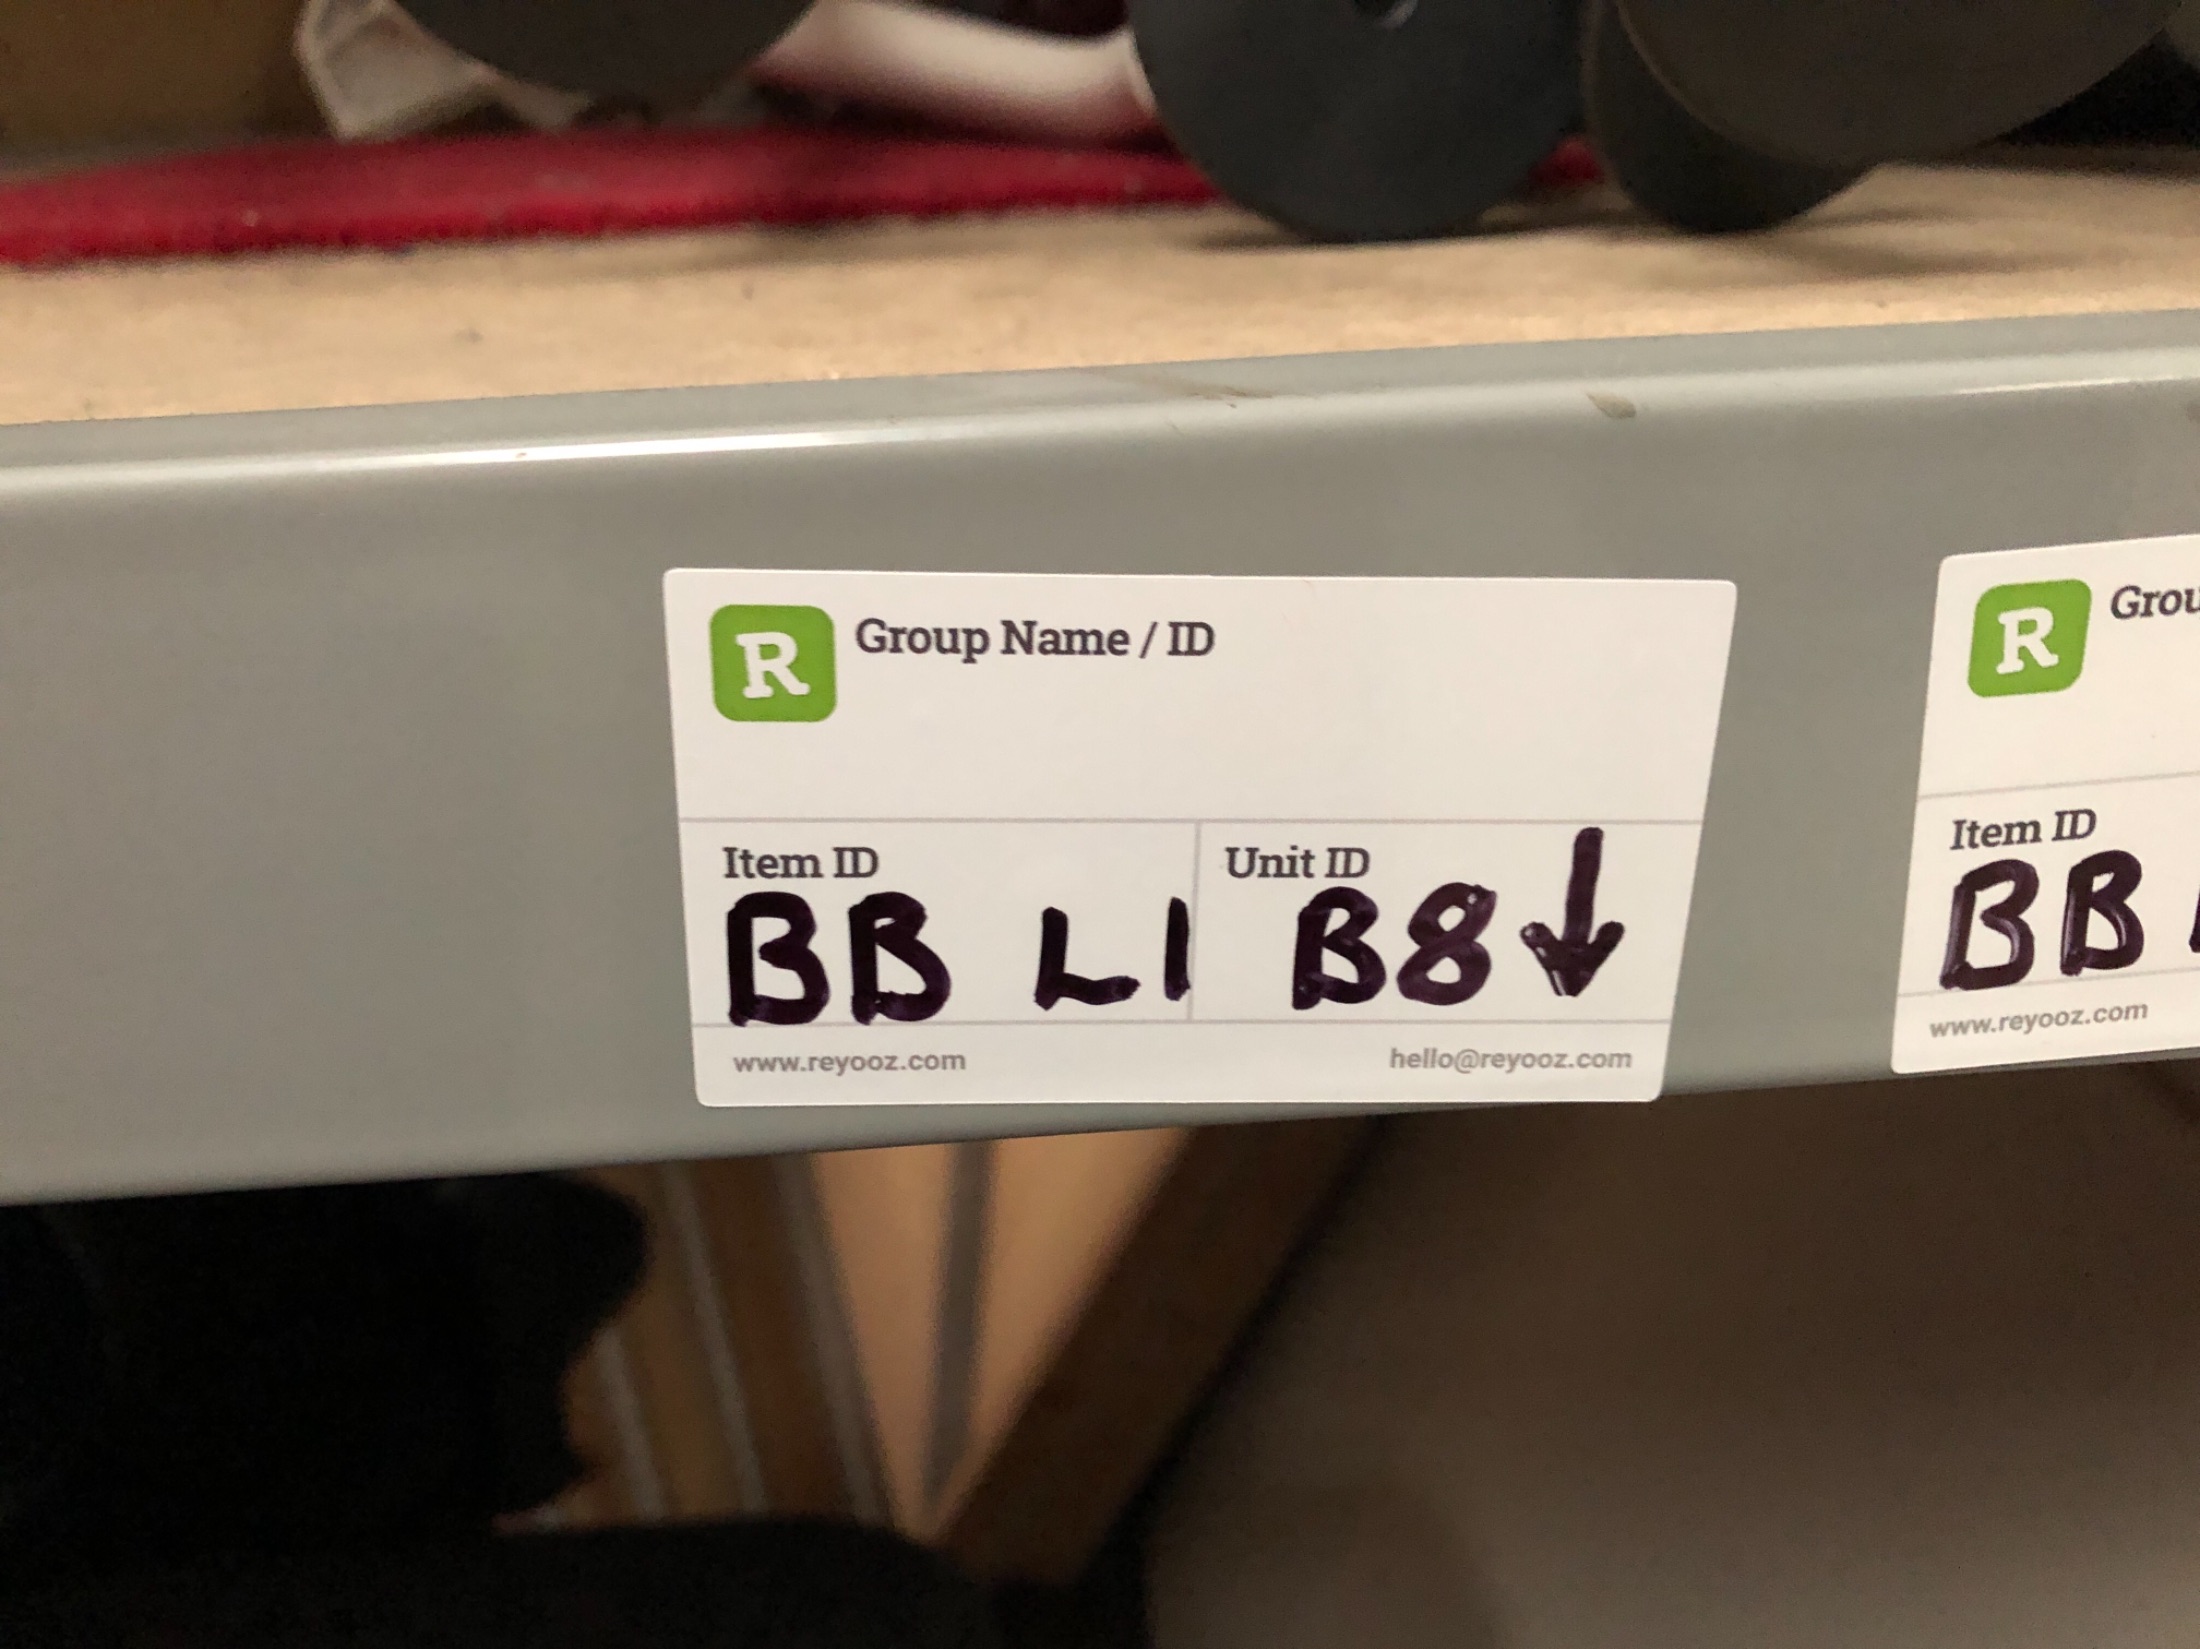 R Group Name / ID
Item ID Unit ID
BB L1 B8 ↓
www.reyooz.com hello@reyooz.com
R
Item ID
BB
www.reyooz.com